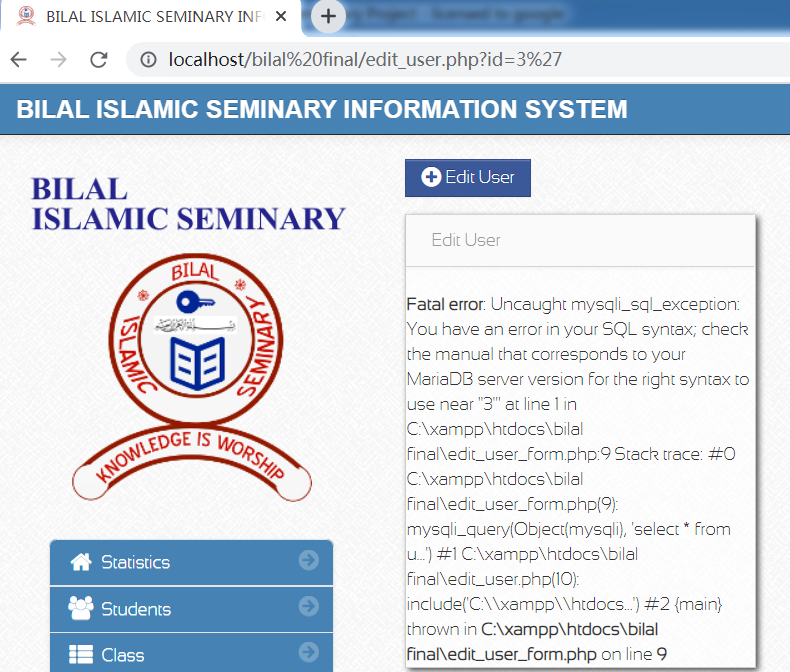 BILAL ISLAMIC SEMINARY INF
localhost/bilal%20final/edit_user.php?id=3%27
BILAL ISLAMIC SEMINARY INFORMATION SYSTEM
Edit User
BILAL
ISLAMIC SEMINARY
BILAL
ISLAMIC
SEMINARY
KNOWLEDGE IS WORSHIP
Edit User
Fatal error: Uncaught mysqli_sql_exception:
You have an error in your SQL syntax; check
the manual that corresponds to your
MariaDB server version for the right syntax to
use near ''3''' at line 1 in
C:\xampp\htdocs\bilal
final\edit_user_form.php:9 Stack trace: #0
C:\xampp\htdocs\bilal
final\edit_user_form.php(9):
mysqli_query(Object(mysqli), 'select * from
u...') #1 C:\xampp\htdocs\bilal
final\edit_user.php(10):
include('C:\\xampp\\htdocs...') #2 {main}
thrown in C:\xampp\htdocs\bilal
final\edit_user_form.php on line 9
Statistics
Students
Class